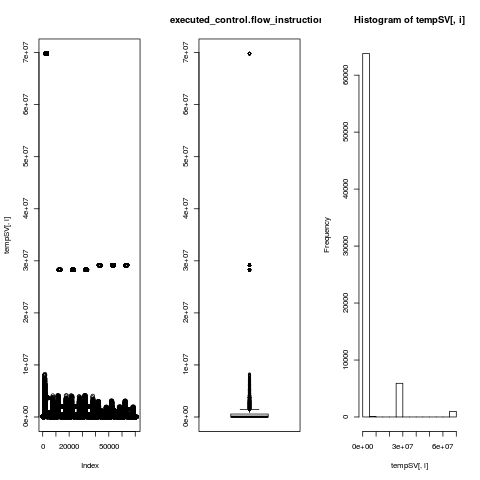 executed_control.flow_instruction
Histogram of tempSV[, i]
tempSV[, i]
0e+00
1e+07
2e+07
3e+07
4e+07
5e+07
6e+07
7e+07
0
20000
50000
Index
0e+00
1e+07
2e+07
3e+07
4e+07
5e+07
6e+07
7e+07
Frequency
0
10000
20000
30000
40000
50000
60000
0e+00
3e+07
6e+07
tempSV[, i]